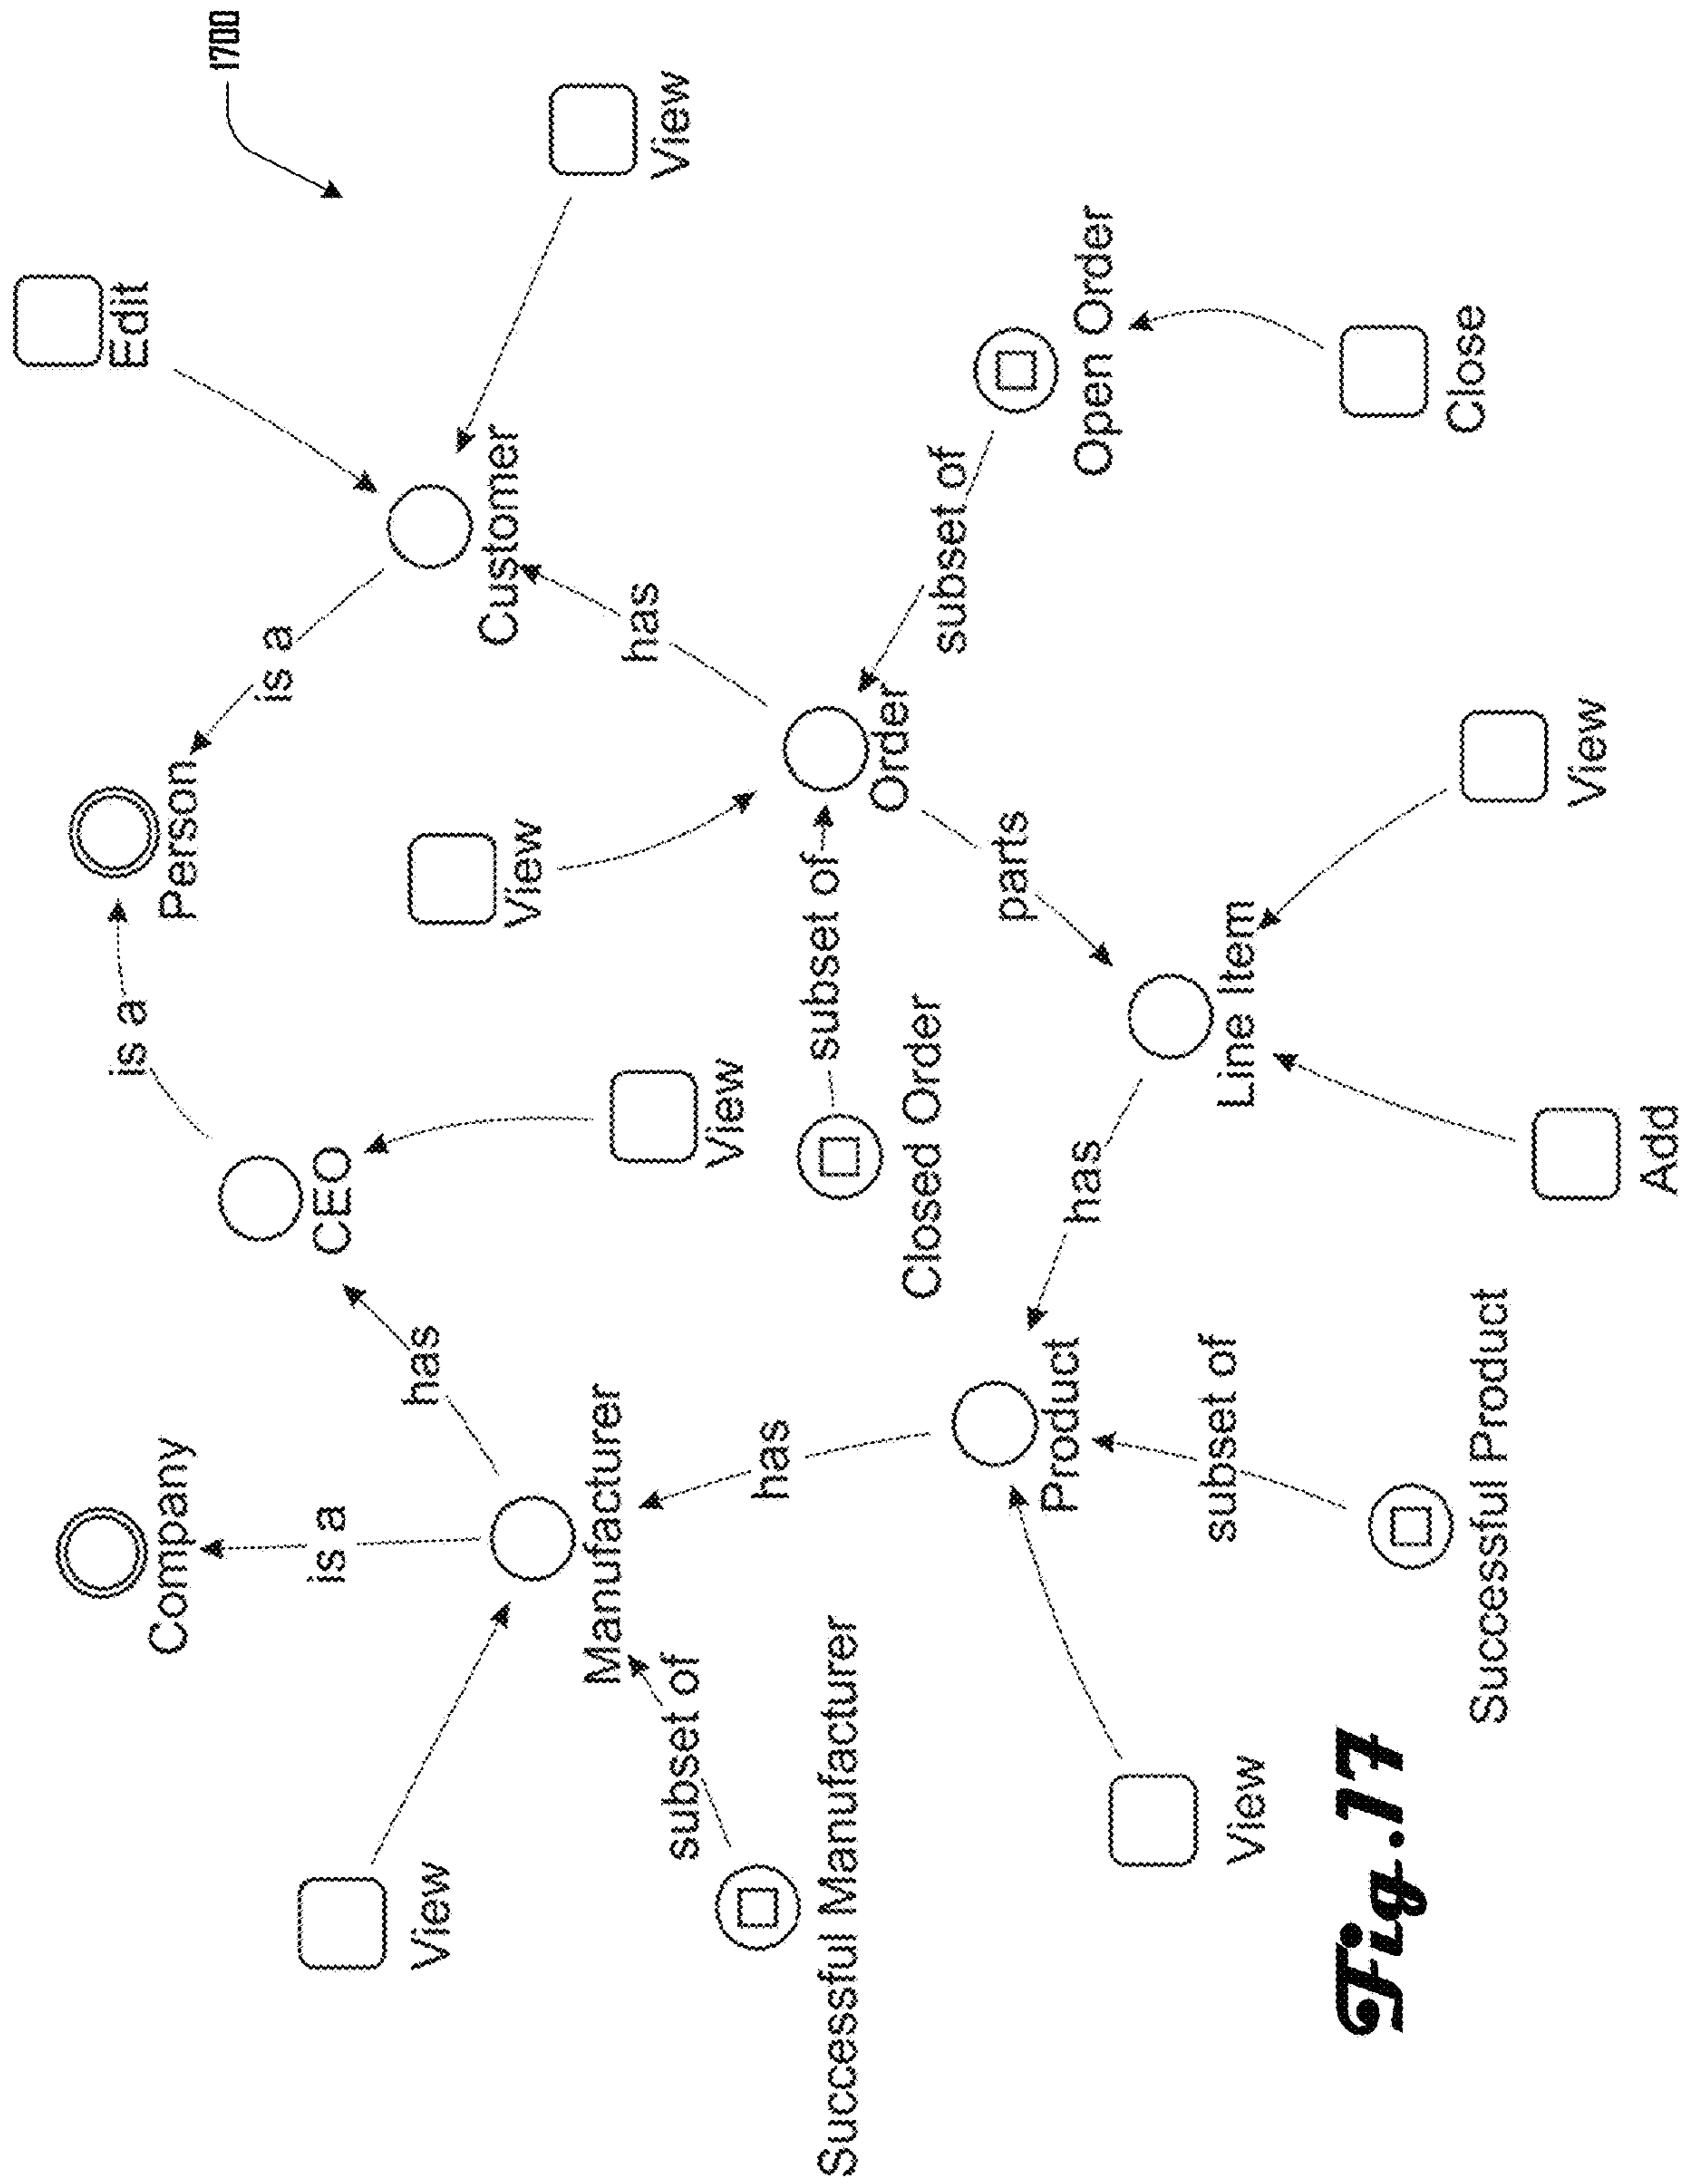 1700
Edit
View
is a
Customer
Person
has
subset of
Open Order
Close
View
Order
is a
parts
View
Line Item
CEO
View
subset of
Closed Order
has
Add
Company
has
is a
Manufacturer
has
Product
subset of
Successful Product
View
subset of
Successful Manufacturer
View
Fig.17